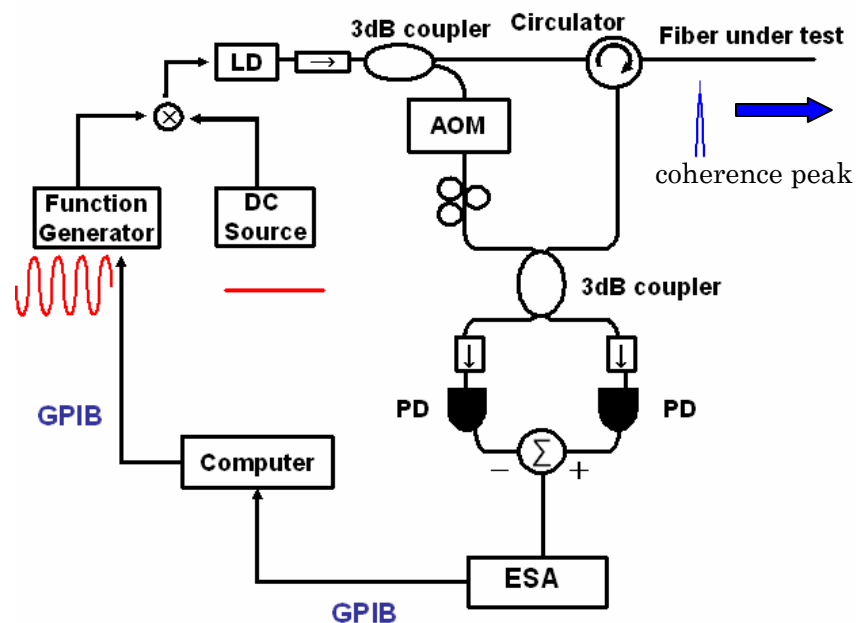 3dB coupler
Circulator
Fiber under test
LD
→
AOM
coherence peak
Function
Generator
DC
Source
3dB coupler
↓
↓
PD
PD
GPIB
Computer
− Σ +
ESA
GPIB